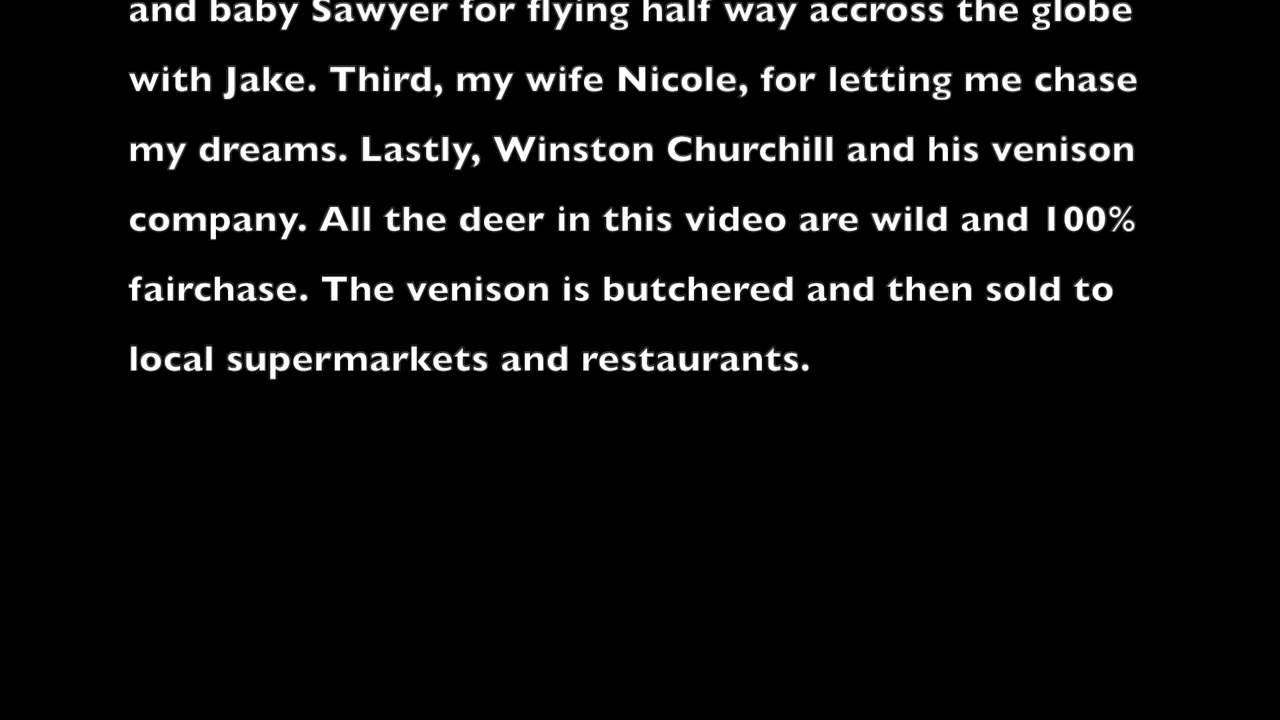 and baby Sawyer for flying half way accross the globe
with Jake. Third, my wife Nicole, for letting me chase
my dreams. Lastly, Winston Churchill and his venison
company. All the deer in this video are wild and 100%
fairchase. The venison is butchered and then sold to
local supermarkets and restaurants.